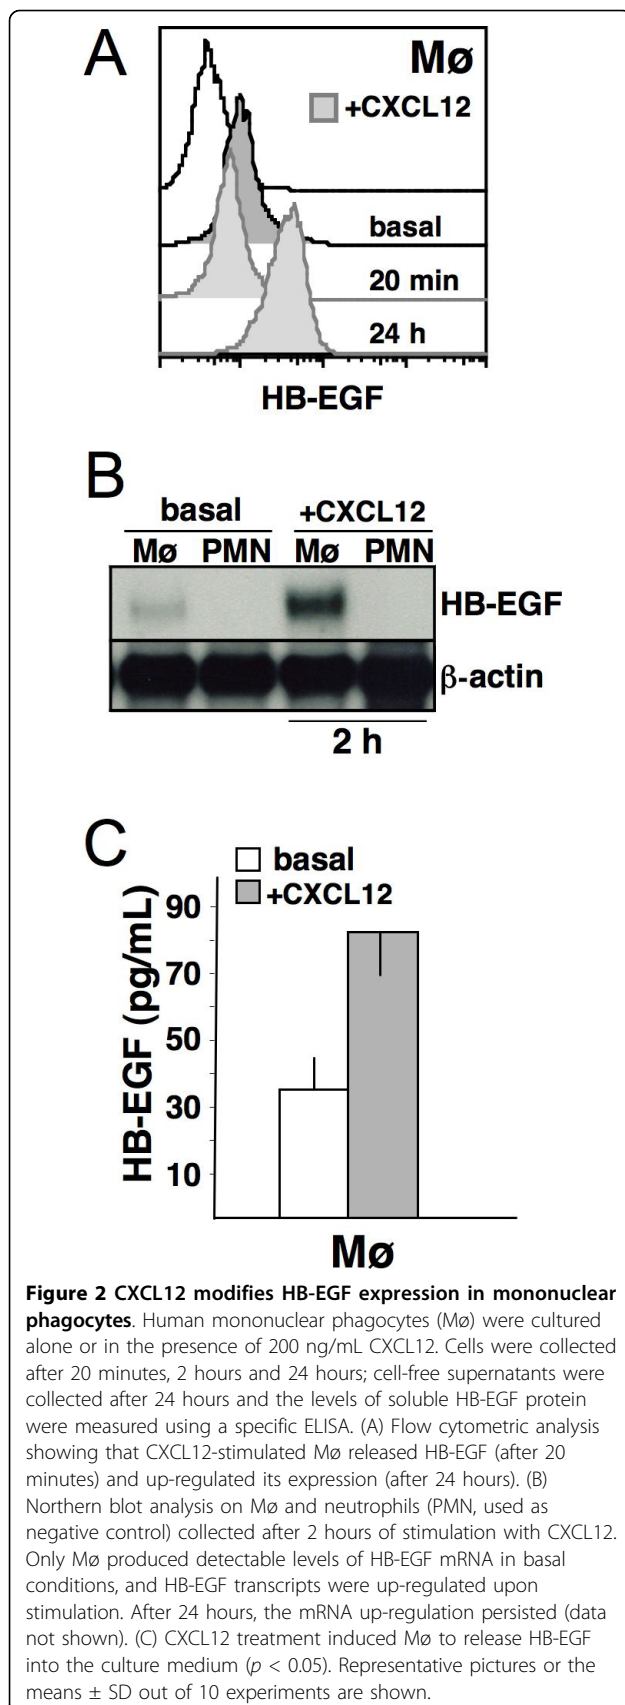 A
Mø
+CXCL12
basal
20 min
24 h
HB-EGF
B
basal +CXCL12
Mø PMN Mø PMN
HB-EGF
β-actin
2 h
C
basal
+CXCL12
HB-EGF (pg/mL)
90
70
50
30
10
Mø
Figure 2 CXCL12 modifies HB-EGF expression in mononuclear
phagocytes. Human mononuclear phagocytes (Mø) were cultured
alone or in the presence of 200 ng/mL CXCL12. Cells were collected
after 20 minutes, 2 hours and 24 hours; cell-free supernatants were
collected after 24 hours and the levels of soluble HB-EGF protein
were measured using a specific ELISA. (A) Flow cytometric analysis
showing that CXCL12-stimulated Mø released HB-EGF (after 20
minutes) and up-regulated its expression (after 24 hours). (B)
Northern blot analysis on Mø and neutrophils (PMN, used as
negative control) collected after 2 hours of stimulation with CXCL12.
Only Mø produced detectable levels of HB-EGF mRNA in basal
conditions, and HB-EGF transcripts were up-regulated upon
stimulation. After 24 hours, the mRNA up-regulation persisted (data
not shown). (C) CXCL12 treatment induced Mø to release HB-EGF
into the culture medium (p < 0.05). Representative pictures or the
means ± SD out of 10 experiments are shown.